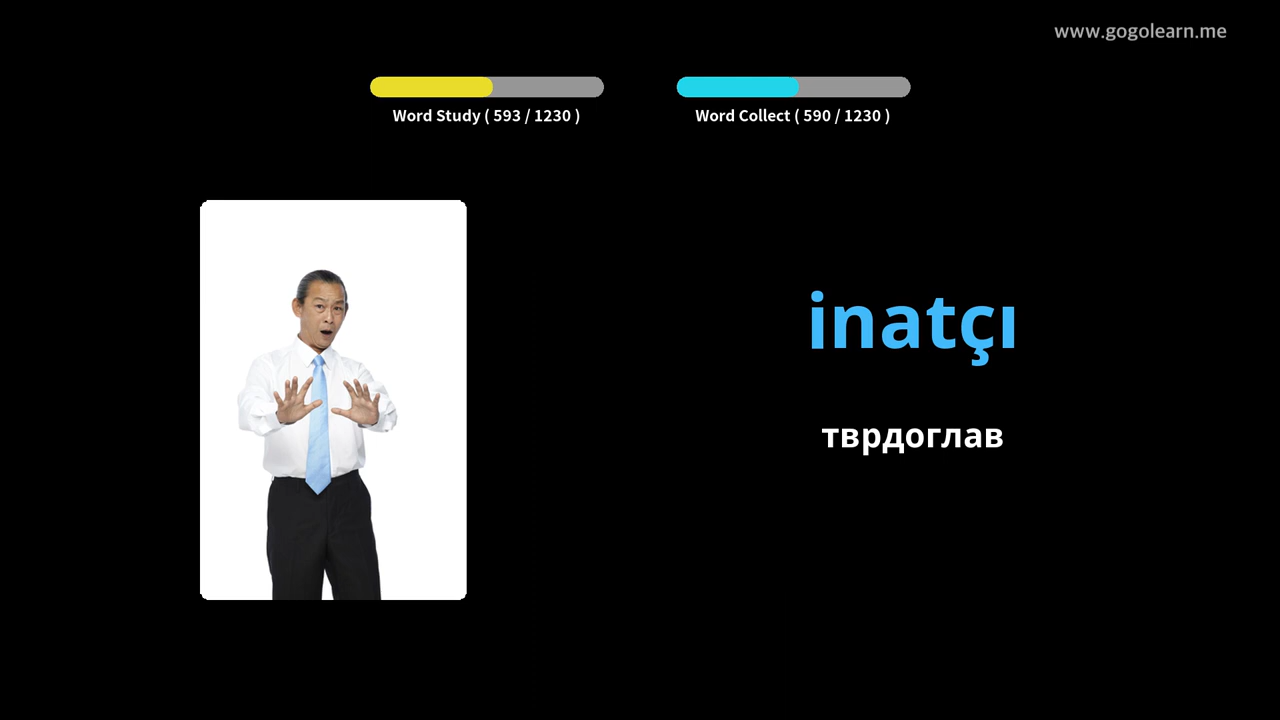 www.gogolearn.me
Word Study ( 593 / 1230 )
Word Collect ( 590 / 1230 )
inatçı
тврдоглав